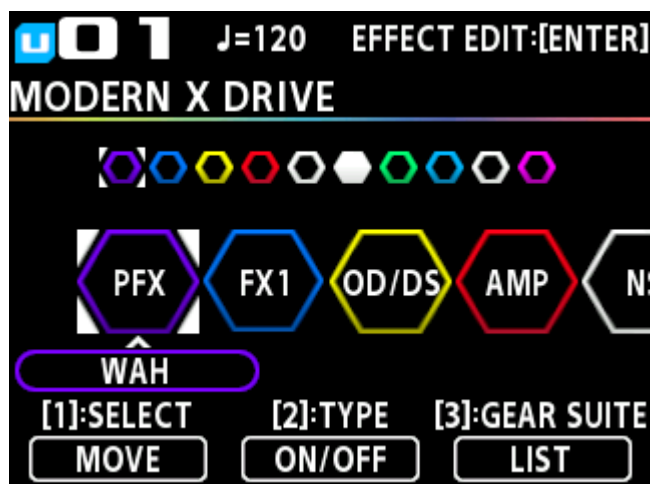 U01 ♩=120 EFFECT EDIT:[ENTER]
MODERN X DRIVE
PFX FX1 OD/DS AMP
WAH
[1]:SELECT [2]:TYPE [3]:GEAR SUITE
MOVE ON/OFF LIST